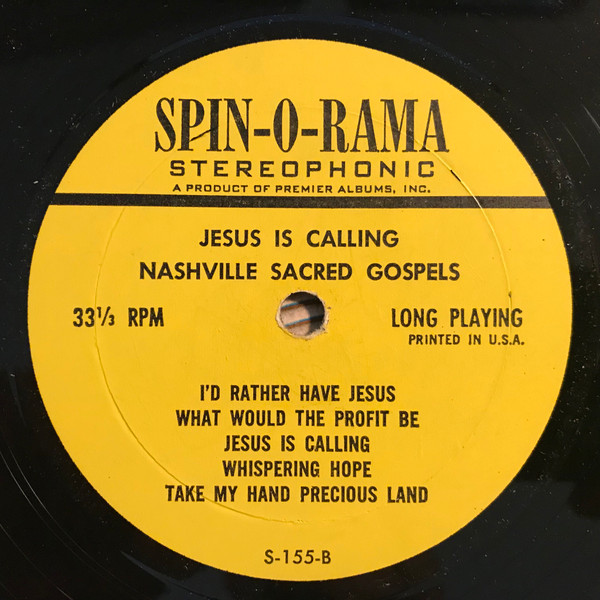 SPIN-O-RAMA
STEREOPHONIC
A PRODUCT OF PREMIER ALBUMS, INC.
JESUS IS CALLING
NASHVILLE SACRED GOSPELS
33⅓ RPM
LONG PLAYING
PRINTED IN U.S.A.
I'D RATHER HAVE JESUS
WHAT WOULD THE PROFIT BE
JESUS IS CALLING
WHISPERING HOPE
TAKE MY HAND PRECIOUS LAND
S-155-B